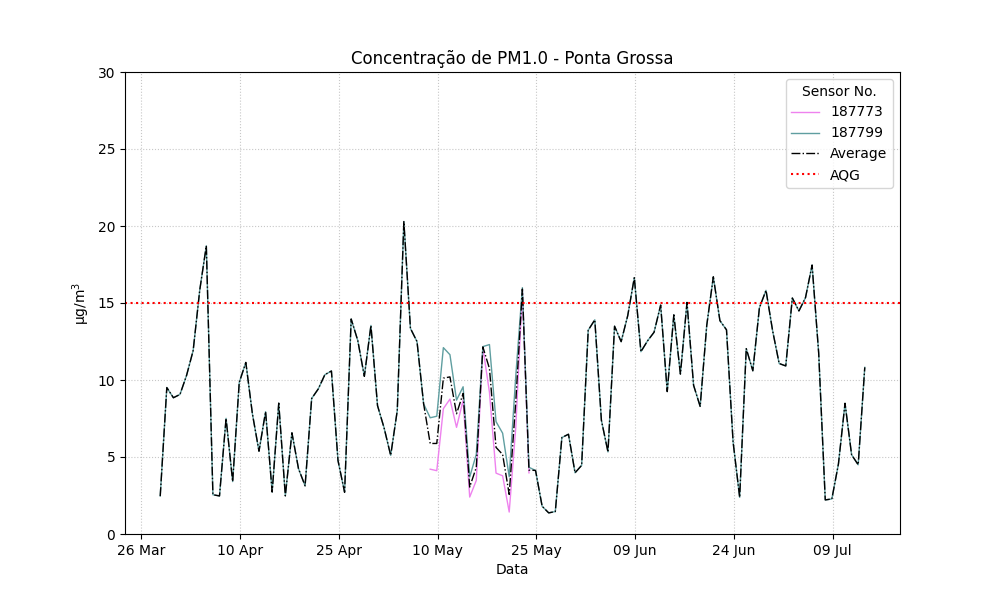 Concentração de PM1.0 - Ponta Grossa
30
25
20
15
10
5
0
µg/m³
Sensor No.
187773
187799
Average
AQG
26 Mar 10 Apr 25 Apr 10 May 25 May 09 Jun 24 Jun 09 Jul
Data